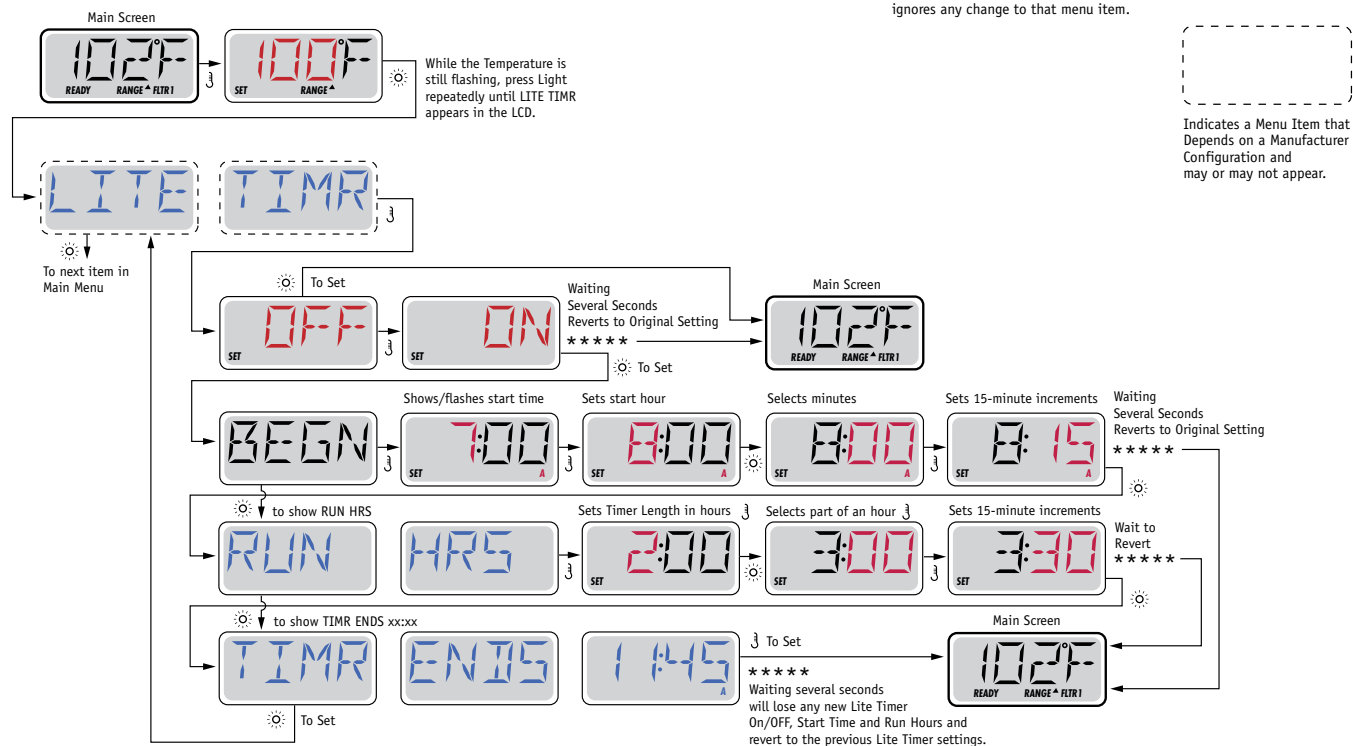 ignores any change to that menu item.
Main Screen
102°F
READY RANGE FLTR1
100°F
SET RANGE
While the Temperature is
still flashing, press Light
repeatedly until LITE TIMR
appears in the LCD.
Indicates a Menu Item that
Depends on a Manufacturer
Configuration and
may or may not appear.
LITE TIMR
To next item in
Main Menu
To Set
OFF
SET
ON
SET
Waiting
Several Seconds
Reverts to Original Setting
*****
To Set
Main Screen
102°F
READY RANGE FLTR1
BEGN
Shows/flashes start time
7:00
SET A
Sets start hour
8:00
SET A
Selects minutes
8:00
SET A
Sets 15-minute increments
8:15
SET A
Waiting
Several Seconds
Reverts to Original Setting
*****
to show RUN HRS
RUN HRS
Sets Timer Length in hours
2:00
SET
Selects part of an hour
3:00
SET
Sets 15-minute increments
3:30
SET
Wait to
Revert
*****
to show TIMR ENDS xx:xx
TIMR ENDS 11:45
A
To Set
To Set
*****
Waiting several seconds
will lose any new Lite Timer
On/OFF, Start Time and Run Hours and
revert to the previous Lite Timer settings.
Main Screen
102°F
READY RANGE FLTR1